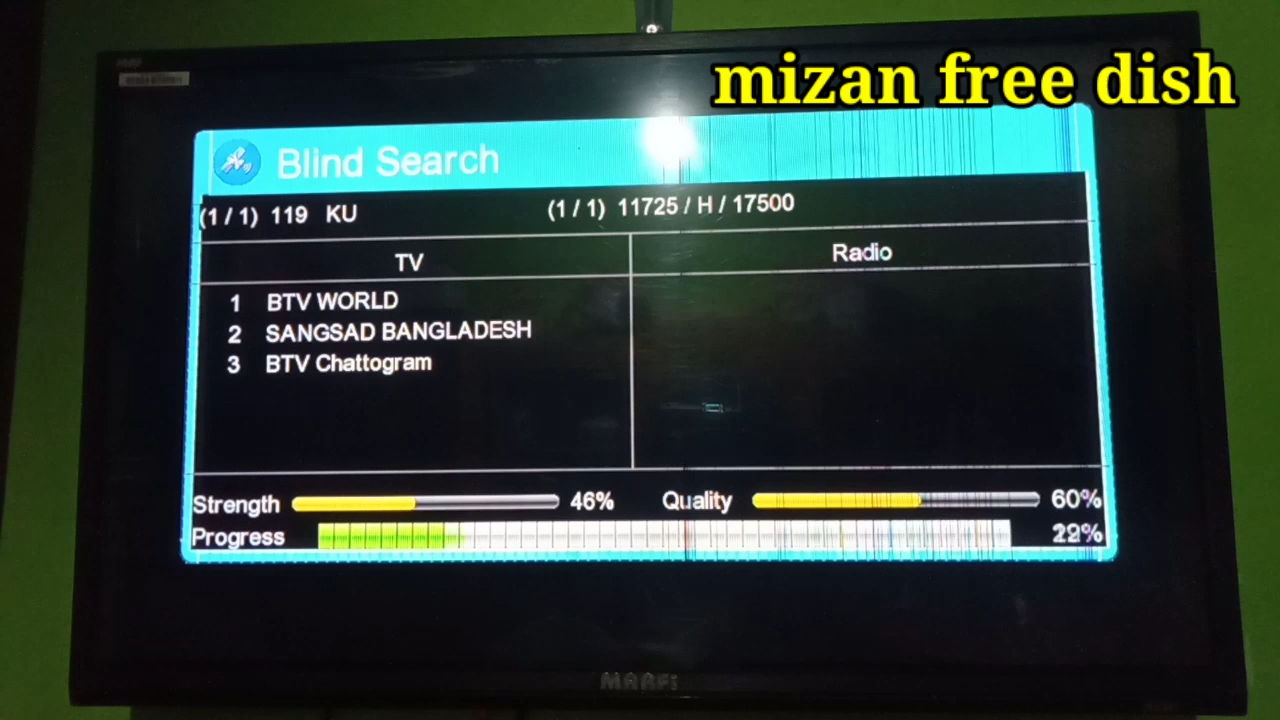 mizan free dish
Blind Search
(1 / 1) 119 KU (1 / 1) 11725 / H / 17500
TV Radio
1 BTV WORLD
2 SANGSAD BANGLADESH
3 BTV Chattogram
Strength 46% Quality 60%
Progress
MARFI